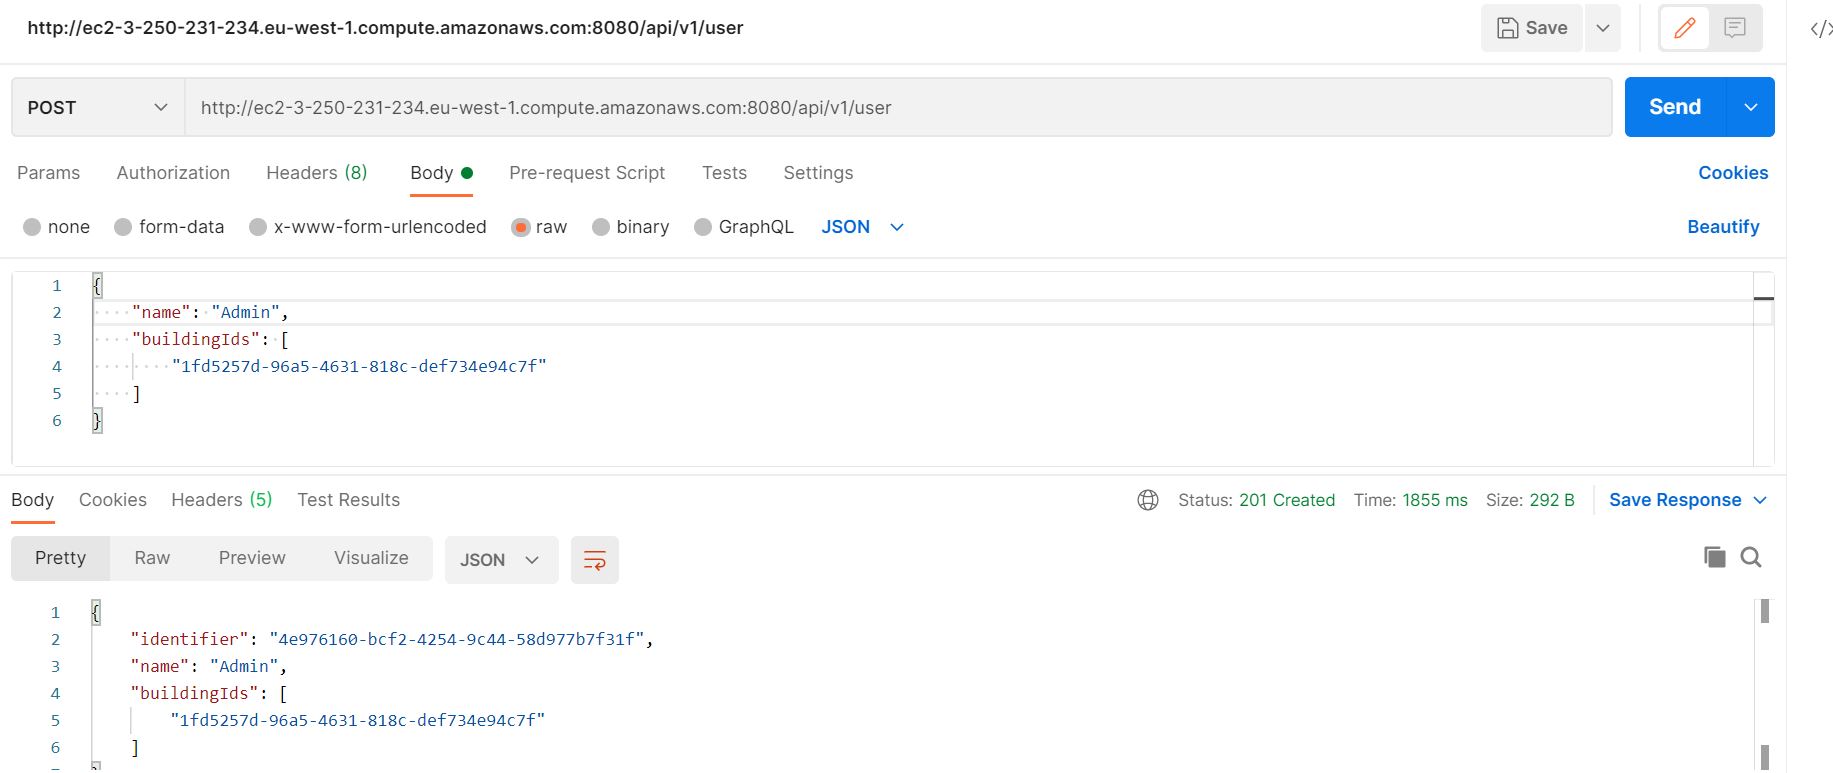 http://ec2-3-250-231-234.eu-west-1.compute.amazonaws.com:8080/api/v1/user
Save
</>
POST
http://ec2-3-250-231-234.eu-west-1.compute.amazonaws.com:8080/api/v1/user
Send
Params Authorization Headers (8) Body Pre-request Script Tests Settings Cookies
none form-data x-www-form-urlencoded raw binary GraphQL JSON Beautify
1 {
2 "name": "Admin",
3 "buildingIds": [
4 "1fd5257d-96a5-4631-818c-def734e94c7f"
5 ]
6 }
Body Cookies Headers (5) Test Results Status: 201 Created Time: 1855 ms Size: 292 B Save Response
Pretty Raw Preview Visualize JSON
1 {
2 "identifier": "4e976160-bcf2-4254-9c44-58d977b7f31f",
3 "name": "Admin",
4 "buildingIds": [
5 "1fd5257d-96a5-4631-818c-def734e94c7f"
6 ]